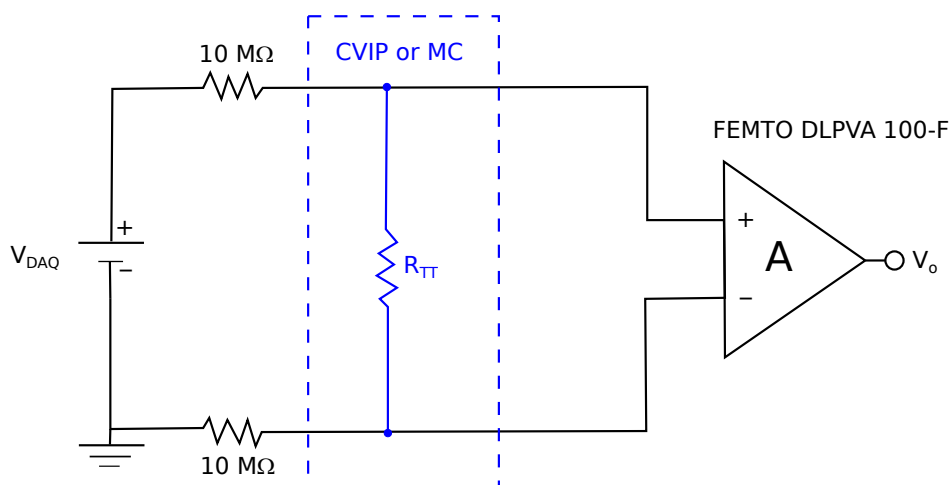 10 MΩ
CVIP or MC
FEMTO DLPVA 100-F
+
+
A
V_DAQ
−
R_TT
V_o
−
10 MΩ